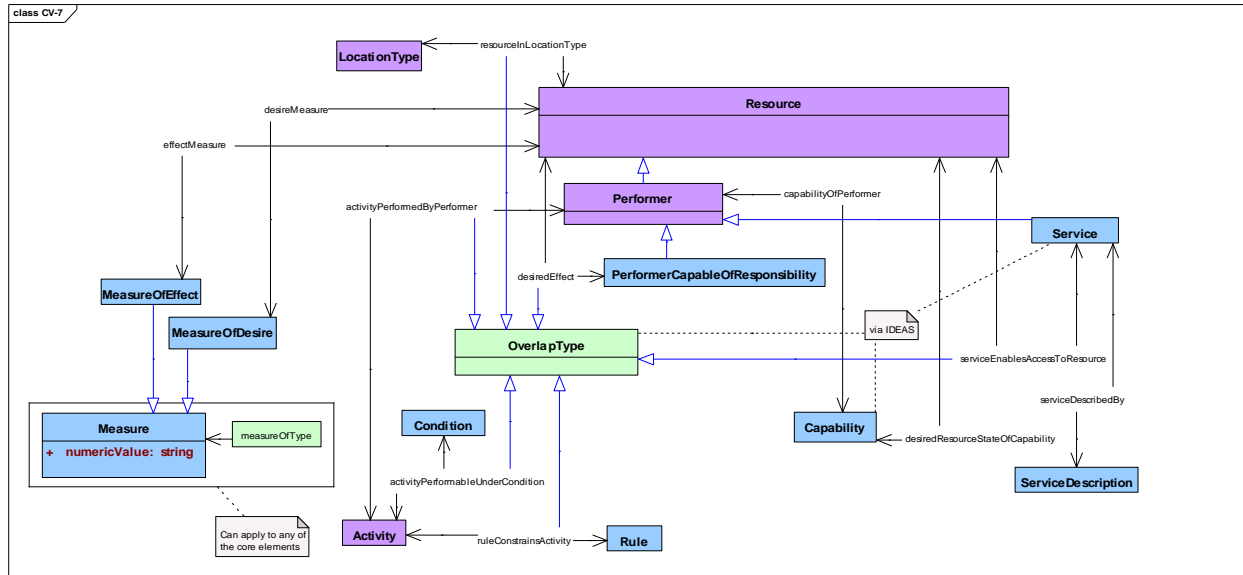 class CV-7
LocationType
resourceInLocationType
Resource
desireMeasure
effectMeasure
Performer
capabilityOfPerformer
activityPerformedByPerformer
Service
PerformerCapableOfResponsibility
desiredEffect
MeasureOfEffect
MeasureOfDesire
via IDEAS
OverlapType
serviceEnablesAccessToResource
serviceDescribedBy
Measure
+ numericValue: string
measureOfType
Condition
Capability
desiredResourceStateOfCapability
activityPerformableUnderCondition
ServiceDescription
Can apply to any of
the core elements
Activity
ruleConstrainsActivity
Rule